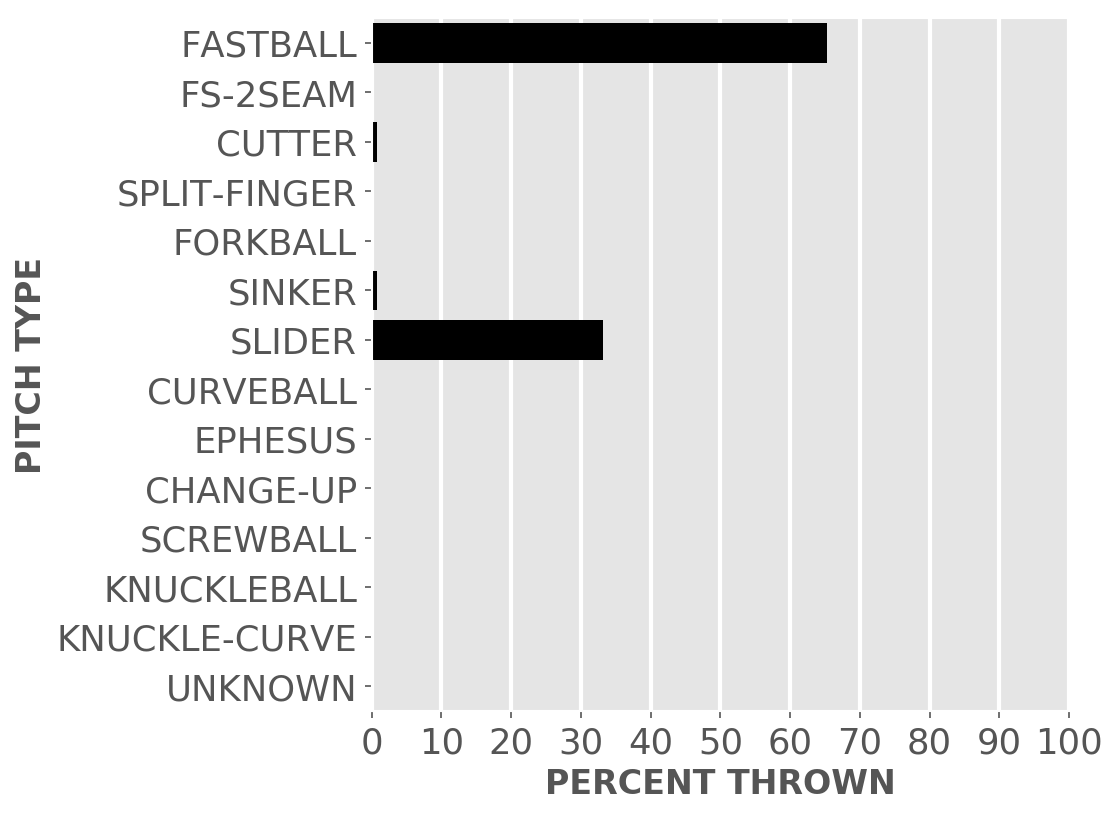 FASTBALL
FS-2SEAM
CUTTER
SPLIT-FINGER
FORKBALL
SINKER
SLIDER
CURVEBALL
EPHESUS
CHANGE-UP
SCREWBALL
KNUCKLEBALL
KNUCKLE-CURVE
UNKNOWN
PITCH TYPE
0 10 20 30 40 50 60 70 80 90 100
PERCENT THROWN